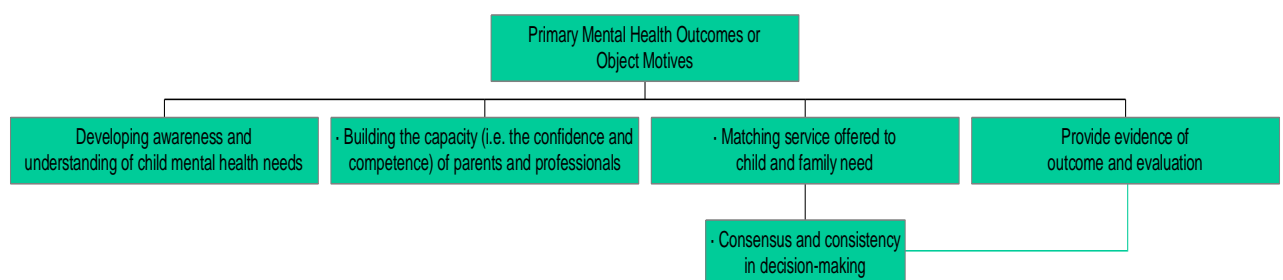 Primary Mental Health Outcomes or
Object Motives
Developing awareness and
understanding of child mental health needs
· Building the capacity (i.e. the confidence and
competence) of parents and professionals
· Matching service offered to
child and family need
Provide evidence of
outcome and evaluation
· Consensus and consistency
in decision-making